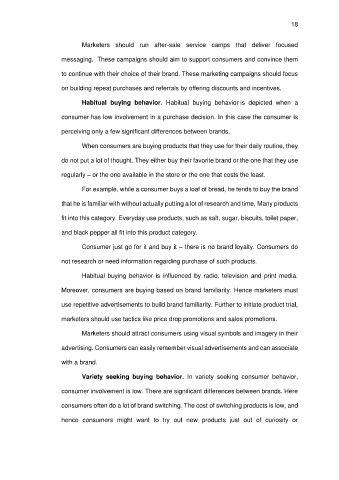 18
Marketers should run after-sale service camps that deliver focused
messaging. These campaigns should aim to support consumers and convince them
to continue with their choice of their brand. These marketing campaigns should focus
on building repeat purchases and referrals by offering discounts and incentives.
Habitual buying behavior. Habitual buying behavior is depicted when a
consumer has low involvement in a purchase decision. In this case the consumer is
perceiving only a few significant differences between brands.
When consumers are buying products that they use for their daily routine, they
do not put a lot of thought. They either buy their favorite brand or the one that they use
regularly – or the one available in the store or the one that costs the least.
For example, while a consumer buys a loaf of bread, he tends to buy the brand
that he is familiar with without actually putting a lot of research and time. Many products
fit into this category. Everyday use products, such as salt, sugar, biscuits, toilet paper,
and black pepper all fit into this product category.
Consumer just go for it and buy it – there is no brand loyalty. Consumers do
not research or need information regarding purchase of such products.
Habitual buying behavior is influenced by radio, television and print media.
Moreover, consumers are buying based on brand familiarity. Hence marketers must
use repetitive advertisements to build brand familiarity. Further to initiate product trial,
marketers should use tactics like price drop promotions and sales promotions.
Marketers should attract consumers using visual symbols and imagery in their
advertising. Consumers can easily remember visual advertisements and can associate
with a brand.
Variety seeking buying behavior. In variety seeking consumer behavior,
consumer involvement is low. There are significant differences between brands. Here
consumers often do a lot of brand switching. The cost of switching products is low, and
hence consumers might want to try out new products just out of curiosity or